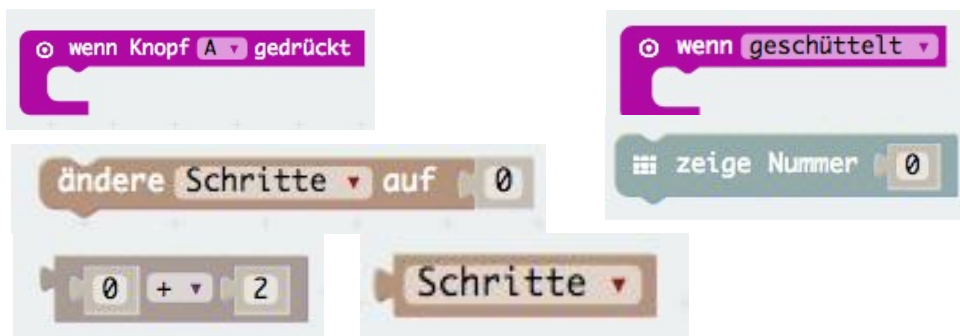 wenn Knopf A gedrückt
wenn geschüttelt
ändere Schritte auf 0
zeige Nummer 0
0 + 2
Schritte